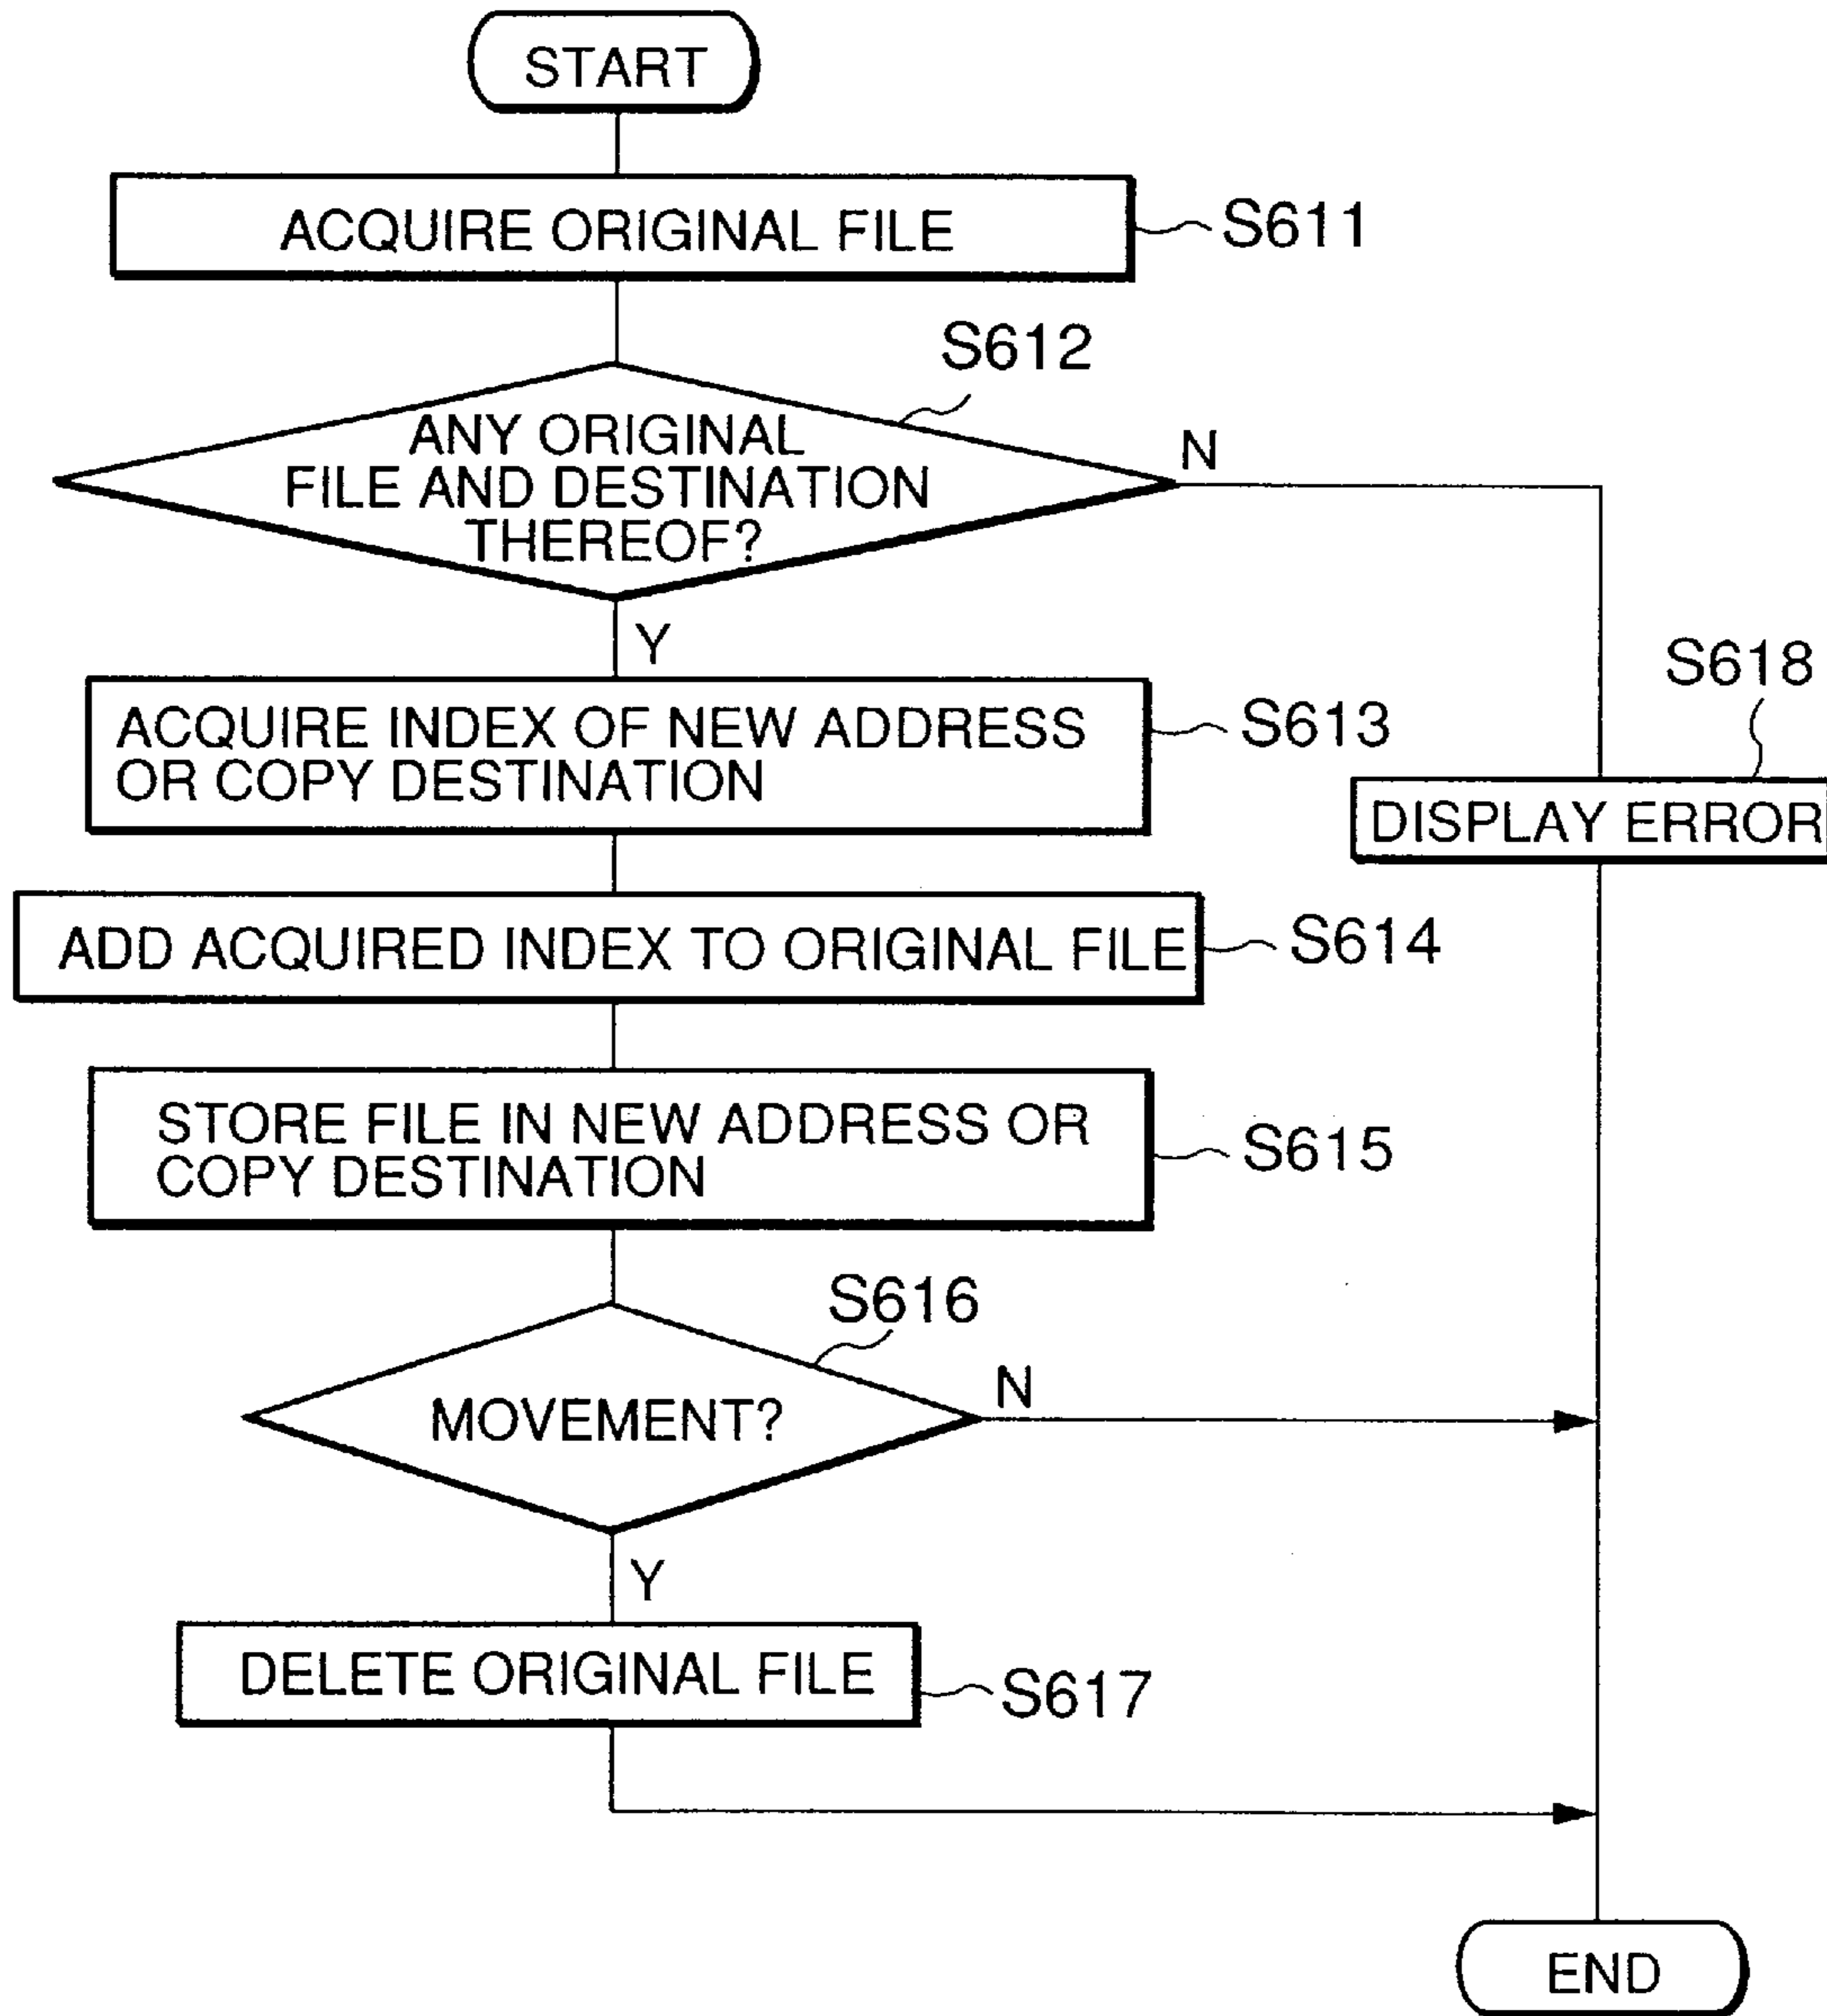 START
ACQUIRE ORIGINAL FILE
S611
S612
ANY ORIGINAL
FILE AND DESTINATION
THEREOF?
N
Y
S618
ACQUIRE INDEX OF NEW ADDRESS
OR COPY DESTINATION
S613
DISPLAY ERROR
ADD ACQUIRED INDEX TO ORIGINAL FILE
S614
STORE FILE IN NEW ADDRESS OR
COPY DESTINATION
S615
S616
MOVEMENT?
N
Y
DELETE ORIGINAL FILE
S617
END